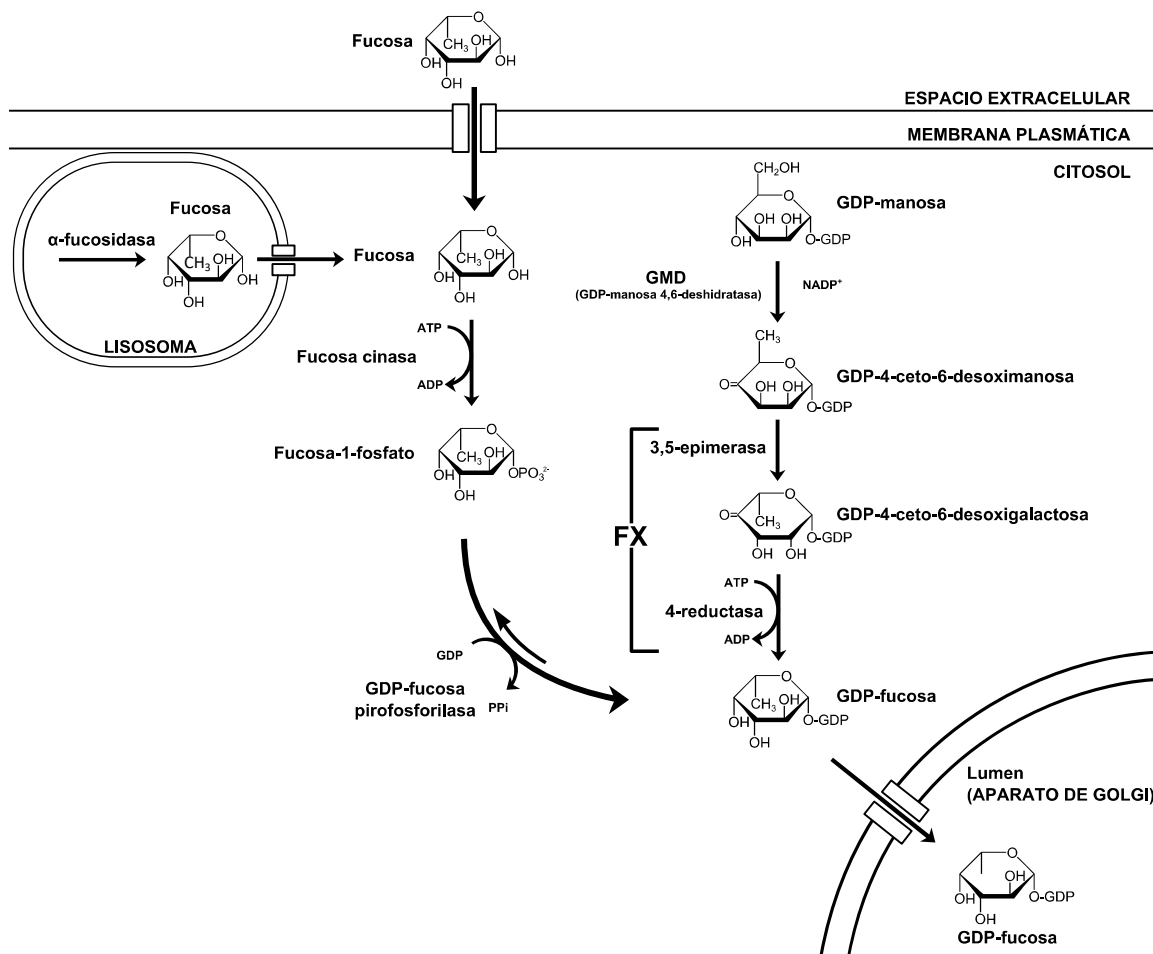 Fucosa
O
CH₃
OH
OH
OH
OH
ESPACIO EXTRACELULAR
MEMBRANA PLASMÁTICA
CITOSOL
Fucosa
α-fucosidasa
O
CH₃
OH
OH
OH
OH
LISOSOMA
Fucosa
O
CH₃
OH
OH
OH
OH
ATP
Fucosa cinasa
ADP
Fucosa-1-fosfato
O
CH₃
OH
OH
OPO₃²⁻
OH
GDP
GDP-fucosa
pirofosforilasa
PPi
CH₂OH
O
GDP-manosa
OH
OH
OH
O-GDP
GMD
(GDP-manosa 4,6-deshidratasa)
NADP⁺
CH₃
O
GDP-4-ceto-6-desoximanosa
O
OH
OH
O-GDP
FX
3,5-epimerasa
O
GDP-4-ceto-6-desoxigalactosa
O
CH₃
O-GDP
OH
OH
ATP
4-reductasa
ADP
O
GDP-fucosa
CH₃
OH
OH
O-GDP
OH
Lumen
(APARATO DE GOLGI)
O
OH
OH
O-GDP
OH
GDP-fucosa